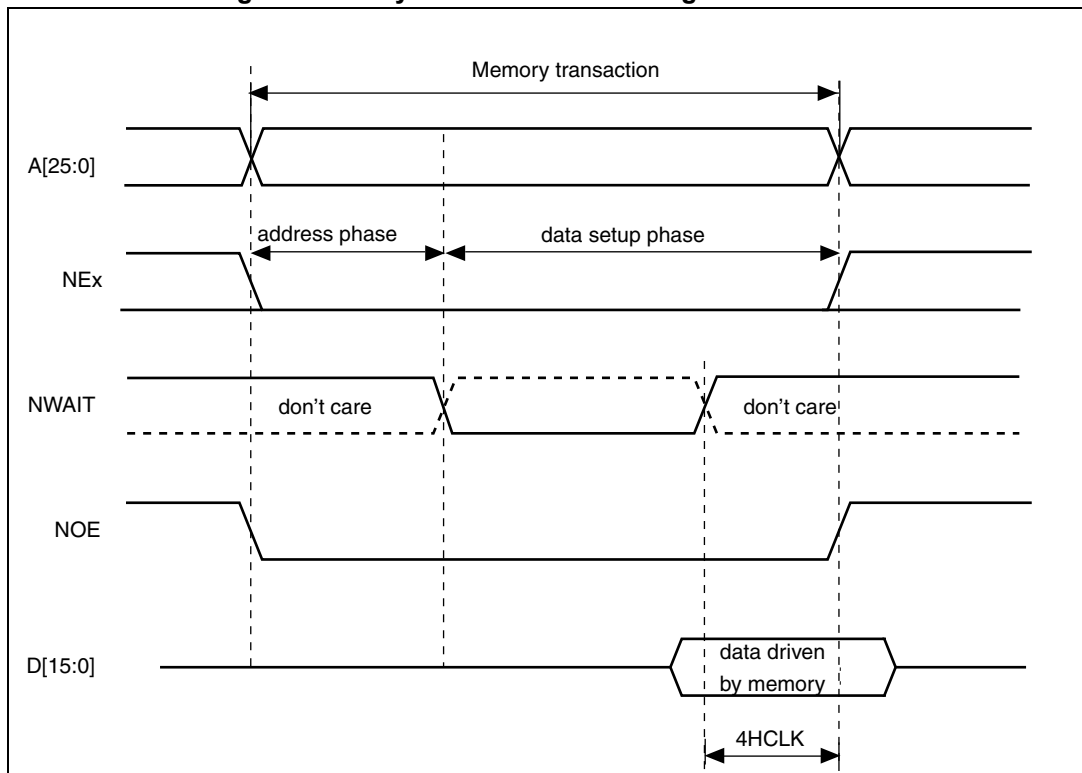 Memory transaction
A[25:0]
address phase
data setup phase
NEx
NWAIT
don't care
don't care
NOE
D[15:0]
data driven
by memory
4HCLK